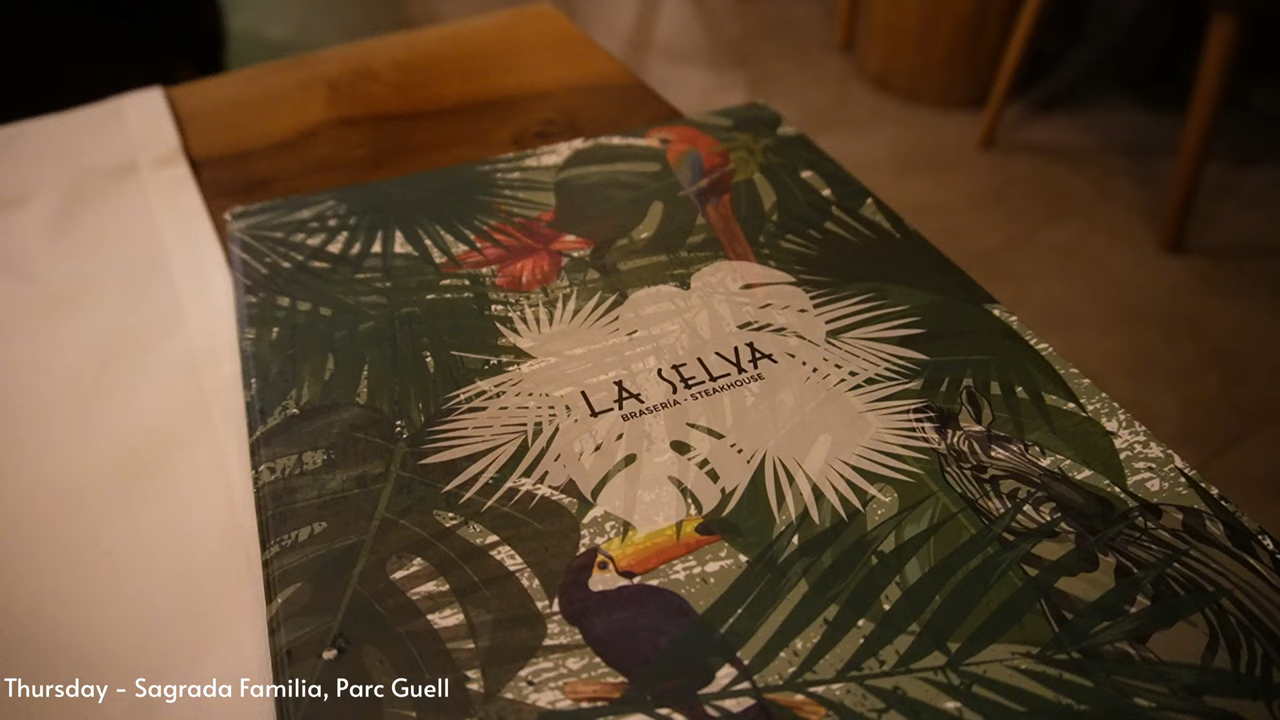 LA SELVA
BRASERÍA - STEAKHOUSE
Thursday - Sagrada Familia, Parc Guell